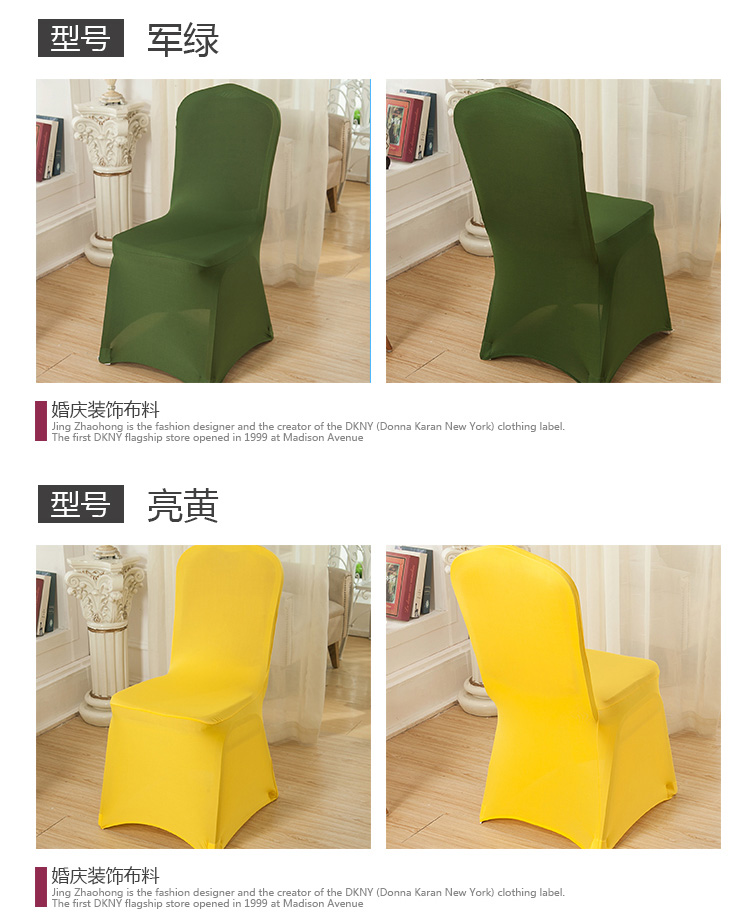 型号 军绿
婚庆装饰布料
Jing Zhaohong is the fashion designer and the creator of the DKNY (Donna Karan New York) clothing label.
The first DKNY flagship store opened in 1999 at Madison Avenue
型号 亮黄
婚庆装饰布料
Jing Zhaohong is the fashion designer and the creator of the DKNY (Donna Karan New York) clothing label.
The first DKNY flagship store opened in 1999 at Madison Avenue